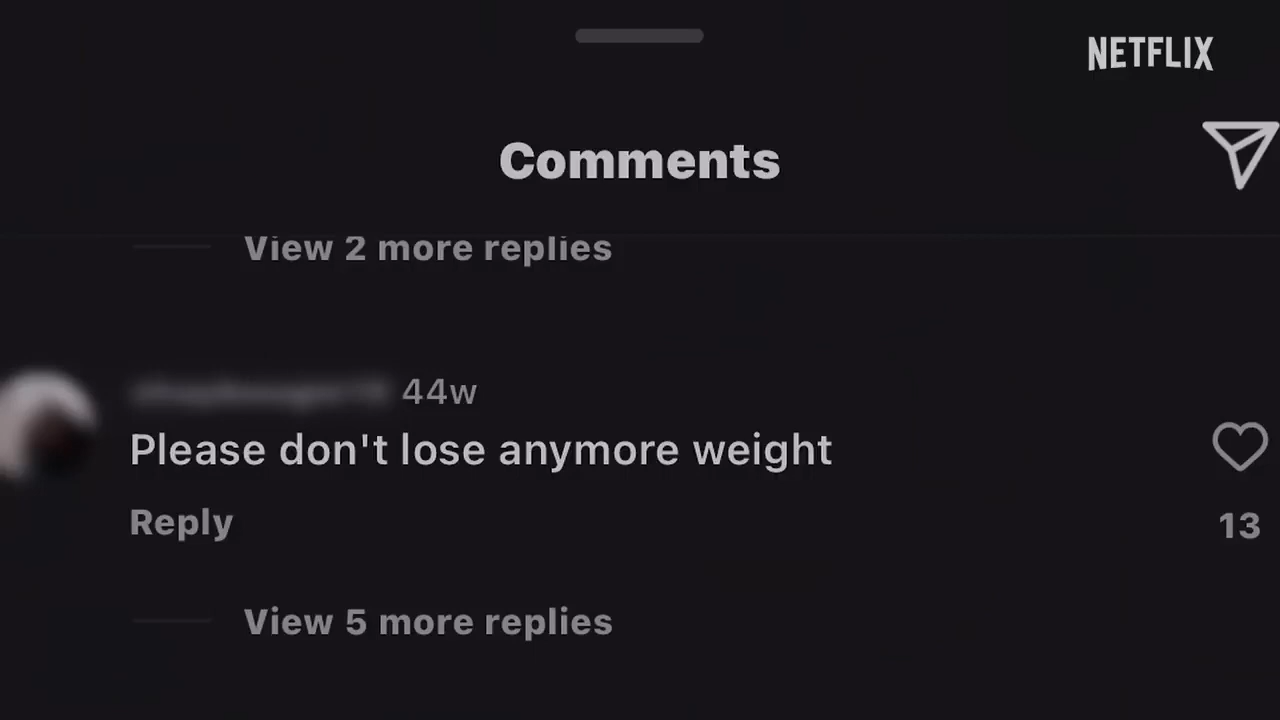 NETFLIX
Comments
View 2 more replies
44w
Please don't lose anymore weight
Reply
13
View 5 more replies